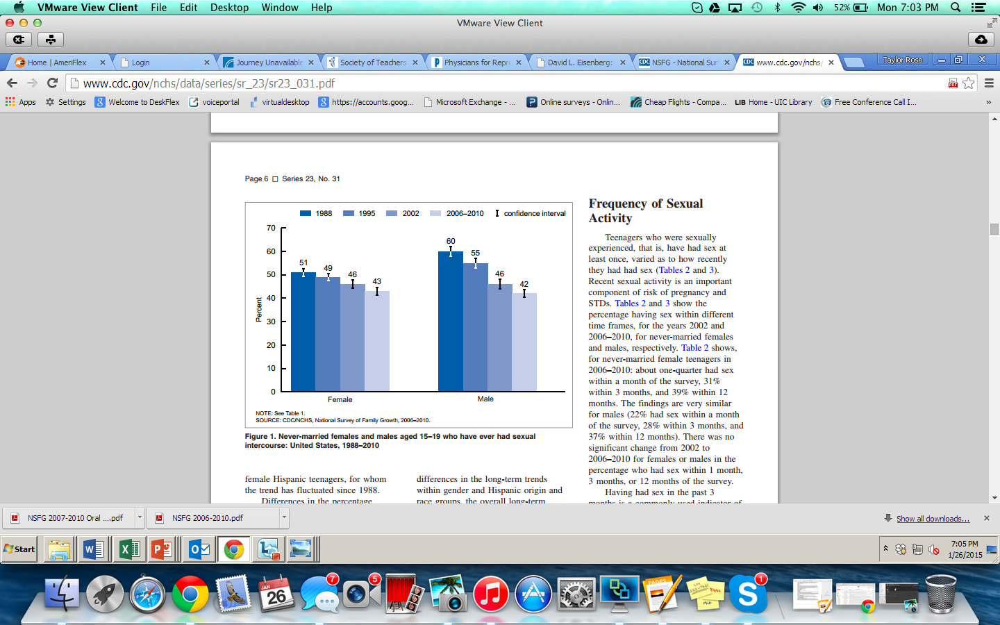 VMware View Client File Edit Desktop Window Help 52% Mon 7:03 PM
VMware View Client
Home | AmeriFlex Login Journey Unavailable Society of Teachers Physicians for Repr David L. Eisenberg: NSFG - National Sur www.cdc.gov/nchs/ Taylor Rose
www.cdc.gov/nchs/data/series/sr_23/sr23_031.pdf
Apps Settings Welcome to DeskFlex voiceportal virtualdesktop https://accounts.goog... Microsoft Exchange - ... Online surveys - Onlin... Cheap Flights - Compa... LIB Home - UIC Library Free Conference Call I... »
Page 6 □ Series 23, No. 31
1988 1995 2002 2006–2010 confidence interval
70
60
50
40
30
20
10
0
Percent
51 49 46 43
60 55 46 42
Female Male
NOTE: See Table 1.
SOURCE: CDC/NCHS, National Survey of Family Growth, 2006–2010.
Figure 1. Never-married females and males aged 15–19 who have ever had sexual
intercourse: United States, 1988–2010
female Hispanic teenagers, for whom
the trend has fluctuated since 1988.
Differences in the percentage
differences in the long-term trends
within gender and Hispanic origin and
race groups, the overall long-term
Frequency of Sexual
Activity
Teenagers who were sexually
experienced, that is, have had sex at
least once, varied as to how recently
they had had sex (Tables 2 and 3).
Recent sexual activity is an important
component of risk of pregnancy and
STDs. Tables 2 and 3 show the
percentage having sex within different
time frames, for the years 2002 and
2006–2010, for never-married females
and males, respectively. Table 2 shows,
for never-married female teenagers in
2006–2010: about one-quarter had sex
within a month of the survey, 31%
within 3 months, and 39% within 12
months. The findings are very similar
for males (22% had sex within a month
of the survey, 28% within 3 months, and
37% within 12 months). There was no
significant change from 2002 to
2006–2010 for females or males in the
percentage who had sex within 1 month,
3 months, or 12 months of the survey.
Having had sex in the past 3
months is a commonly used indicator of
NSFG 2007-2010 Oral ....pdf NSFG 2006-2010.pdf Show all downloads...
Start 7:05 PM
1/26/2015
JAN
26
7
5
PAGES
1